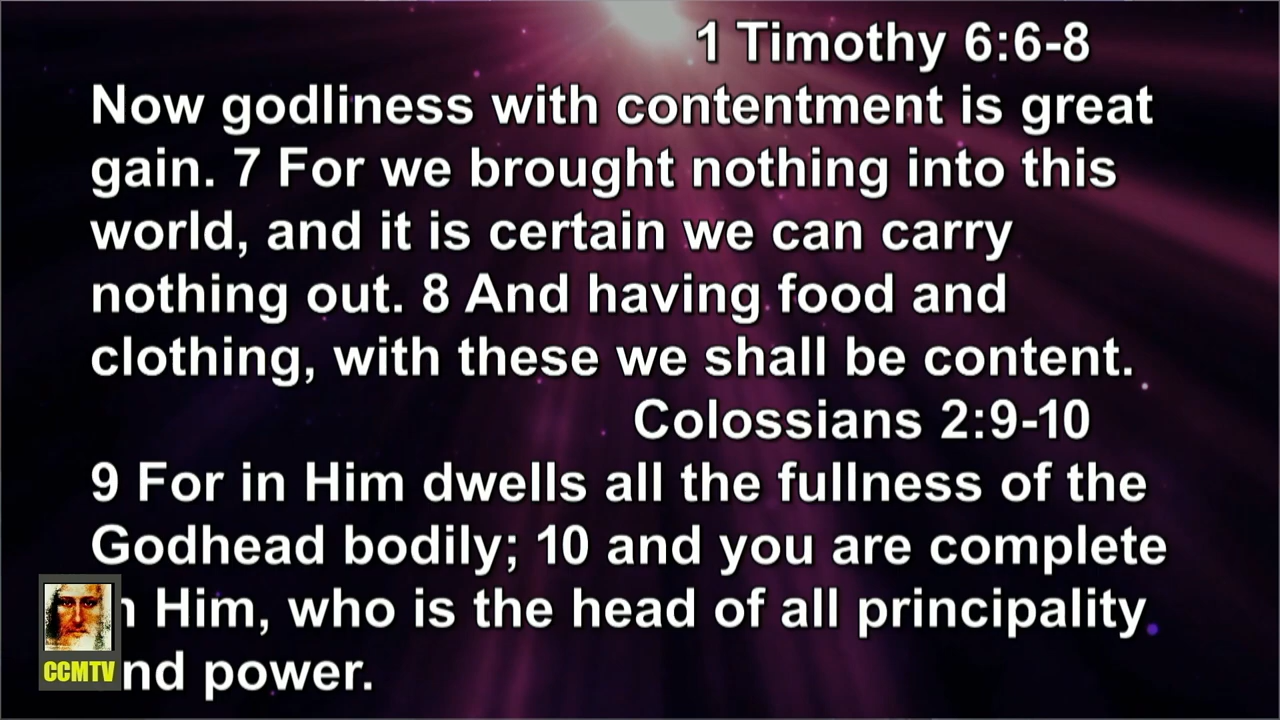 1 Timothy 6:6-8
Now godliness with contentment is great
gain. 7 For we brought nothing into this
world, and it is certain we can carry
nothing out. 8 And having food and
clothing, with these we shall be content.
Colossians 2:9-10
9 For in Him dwells all the fullness of the
Godhead bodily; 10 and you are complete
Him, who is the head of all principality
power.
CCMTV